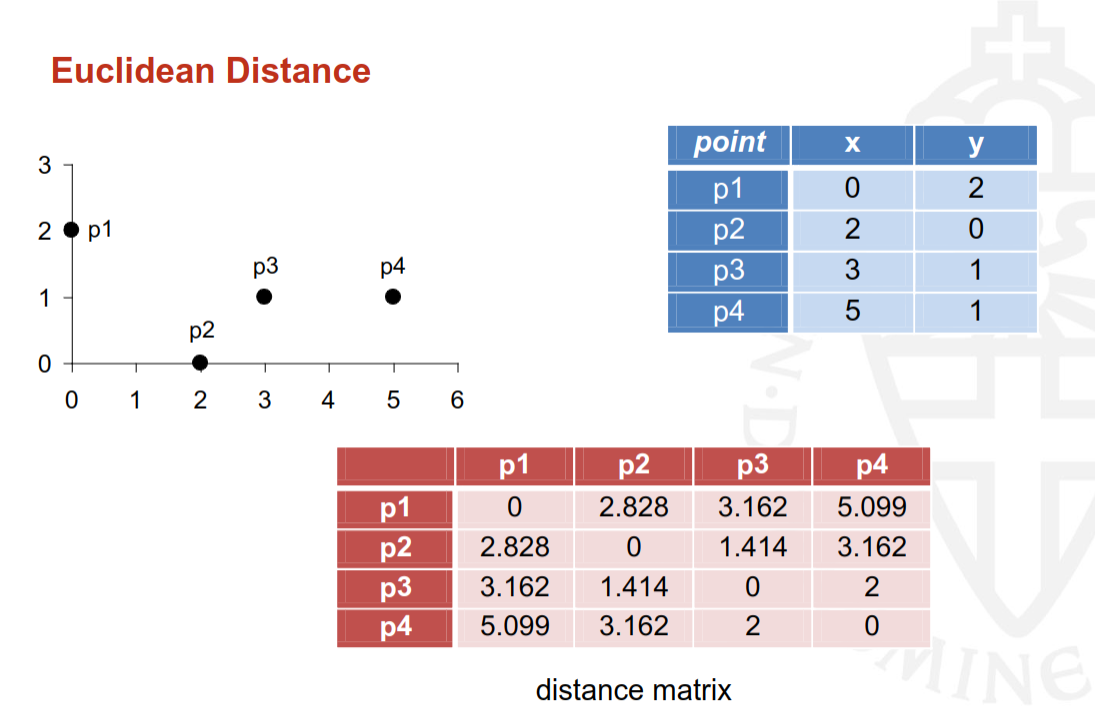 Euclidean Distance
3
2 p1
p3 p4
1
p2
0
0 1 2 3 4 5 6
point x y
p1 0 2
p2 2 0
p3 3 1
p4 5 1
p1 p2 p3 p4
p1 0 2.828 3.162 5.099
p2 2.828 0 1.414 3.162
p3 3.162 1.414 0 2
p4 5.099 3.162 2 0
distance matrix